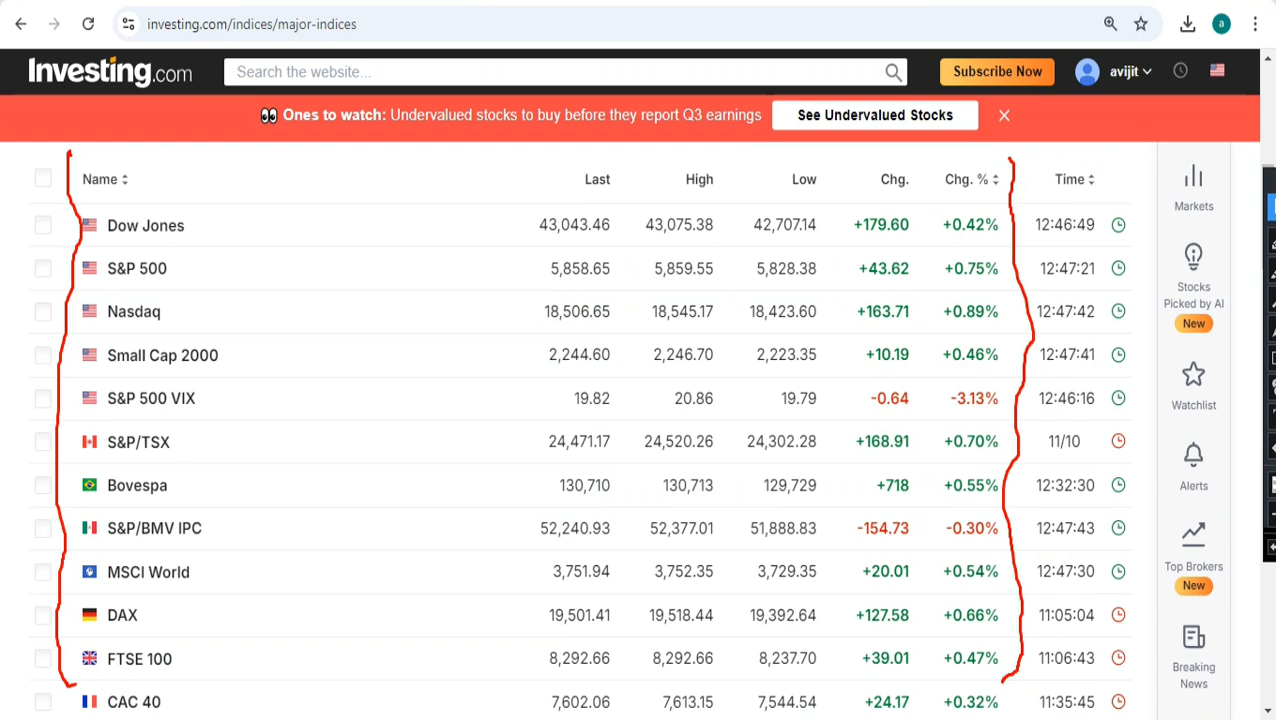 investing.com/indices/major-indices
a
Investing.com
Search the website...
Subscribe Now
avijit
Ones to watch: Undervalued stocks to buy before they report Q3 earnings
See Undervalued Stocks
Name Last High Low Chg. Chg. % Time
Dow Jones 43,043.46 43,075.38 42,707.14 +179.60 +0.42% 12:46:49
S&P 500 5,858.65 5,859.55 5,828.38 +43.62 +0.75% 12:47:21
Nasdaq 18,506.65 18,545.17 18,423.60 +163.71 +0.89% 12:47:42
Small Cap 2000 2,244.60 2,246.70 2,223.35 +10.19 +0.46% 12:47:41
S&P 500 VIX 19.82 20.86 19.79 -0.64 -3.13% 12:46:16
S&P/TSX 24,471.17 24,520.26 24,302.28 +168.91 +0.70% 11/10
Bovespa 130,710 130,713 129,729 +718 +0.55% 12:32:30
S&P/BMV IPC 52,240.93 52,377.01 51,888.83 -154.73 -0.30% 12:47:43
MSCI World 3,751.94 3,752.35 3,729.35 +20.01 +0.54% 12:47:30
DAX 19,501.41 19,518.44 19,392.64 +127.58 +0.66% 11:05:04
FTSE 100 8,292.66 8,292.66 8,237.70 +39.01 +0.47% 11:06:43
CAC 40 7,602.06 7,613.15 7,544.54 +24.17 +0.32% 11:35:45
Markets
Stocks
Picked by AI
New
Watchlist
Alerts
Top Brokers
New
Breaking
News